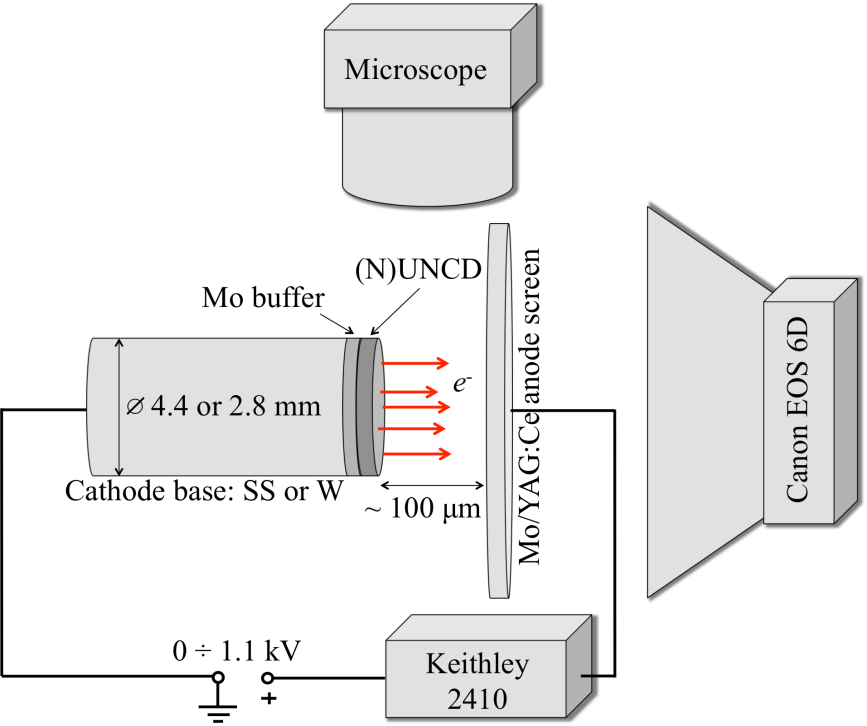 Microscope
(N)UNCD
Mo buffer
e-
⌀ 4.4 or 2.8 mm
Cathode base: SS or W
~ 100 μm
Mo/YAG:Ce anode screen
Canon EOS 6D
0 ÷ 1.1 kV
+
Keithley
2410